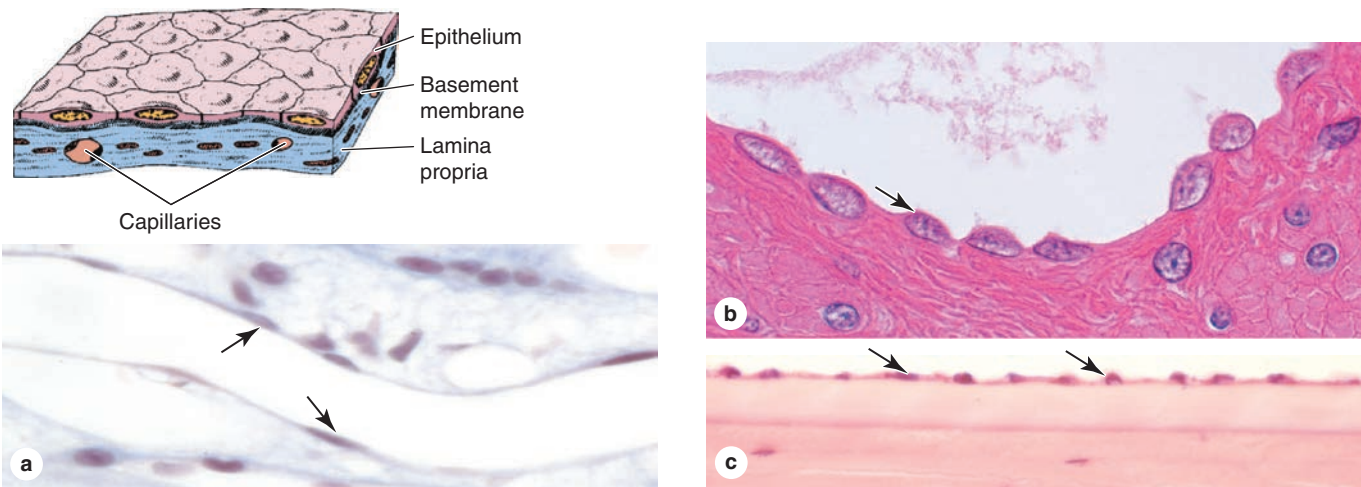 Epithelium
Basement
membrane
Lamina
propria
Capillaries
a
b
c